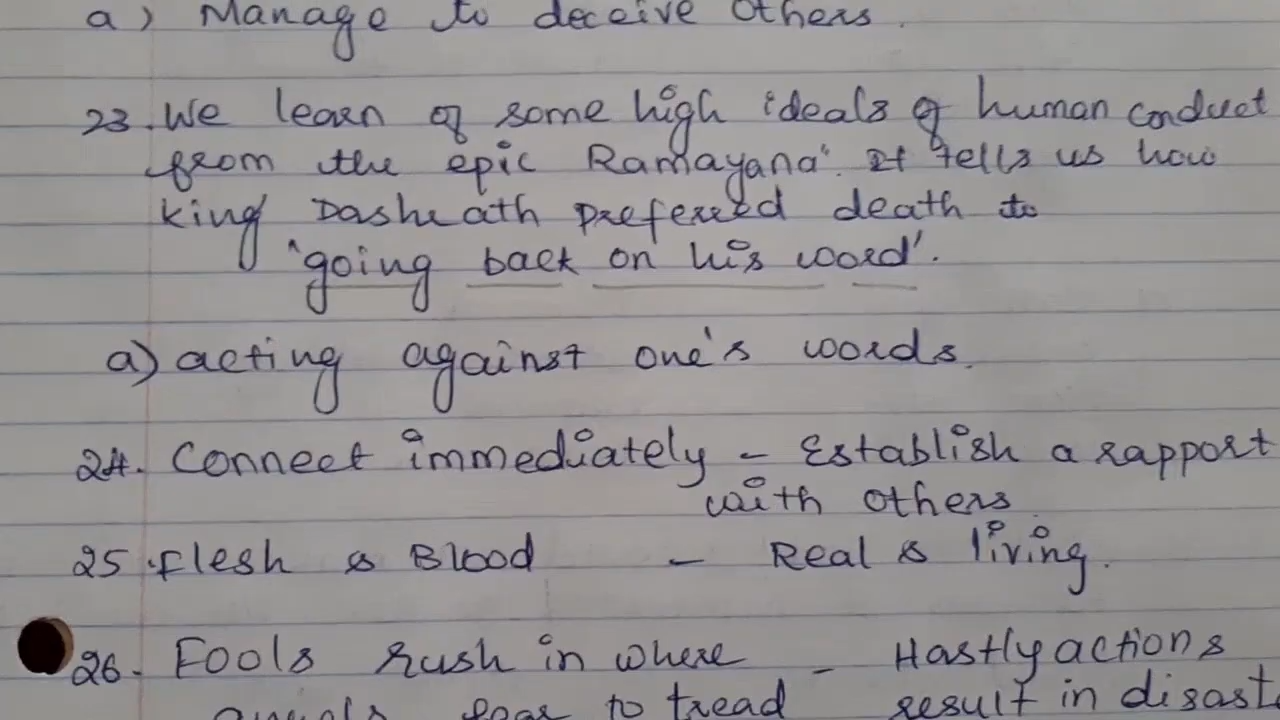 a) Manage to deceive others.
23. We learn of some high ideals of human conduct
from the epic Ramayana". It tells us how
king Dashrath preferred death to
'going back on his word'.
a) acting against one's words.
24. Connect immediately - Establish a rapport
with others.
25. Flesh & Blood - Real & living.
26. Fools rush in where - Hastly actions
fear to tread result in disast